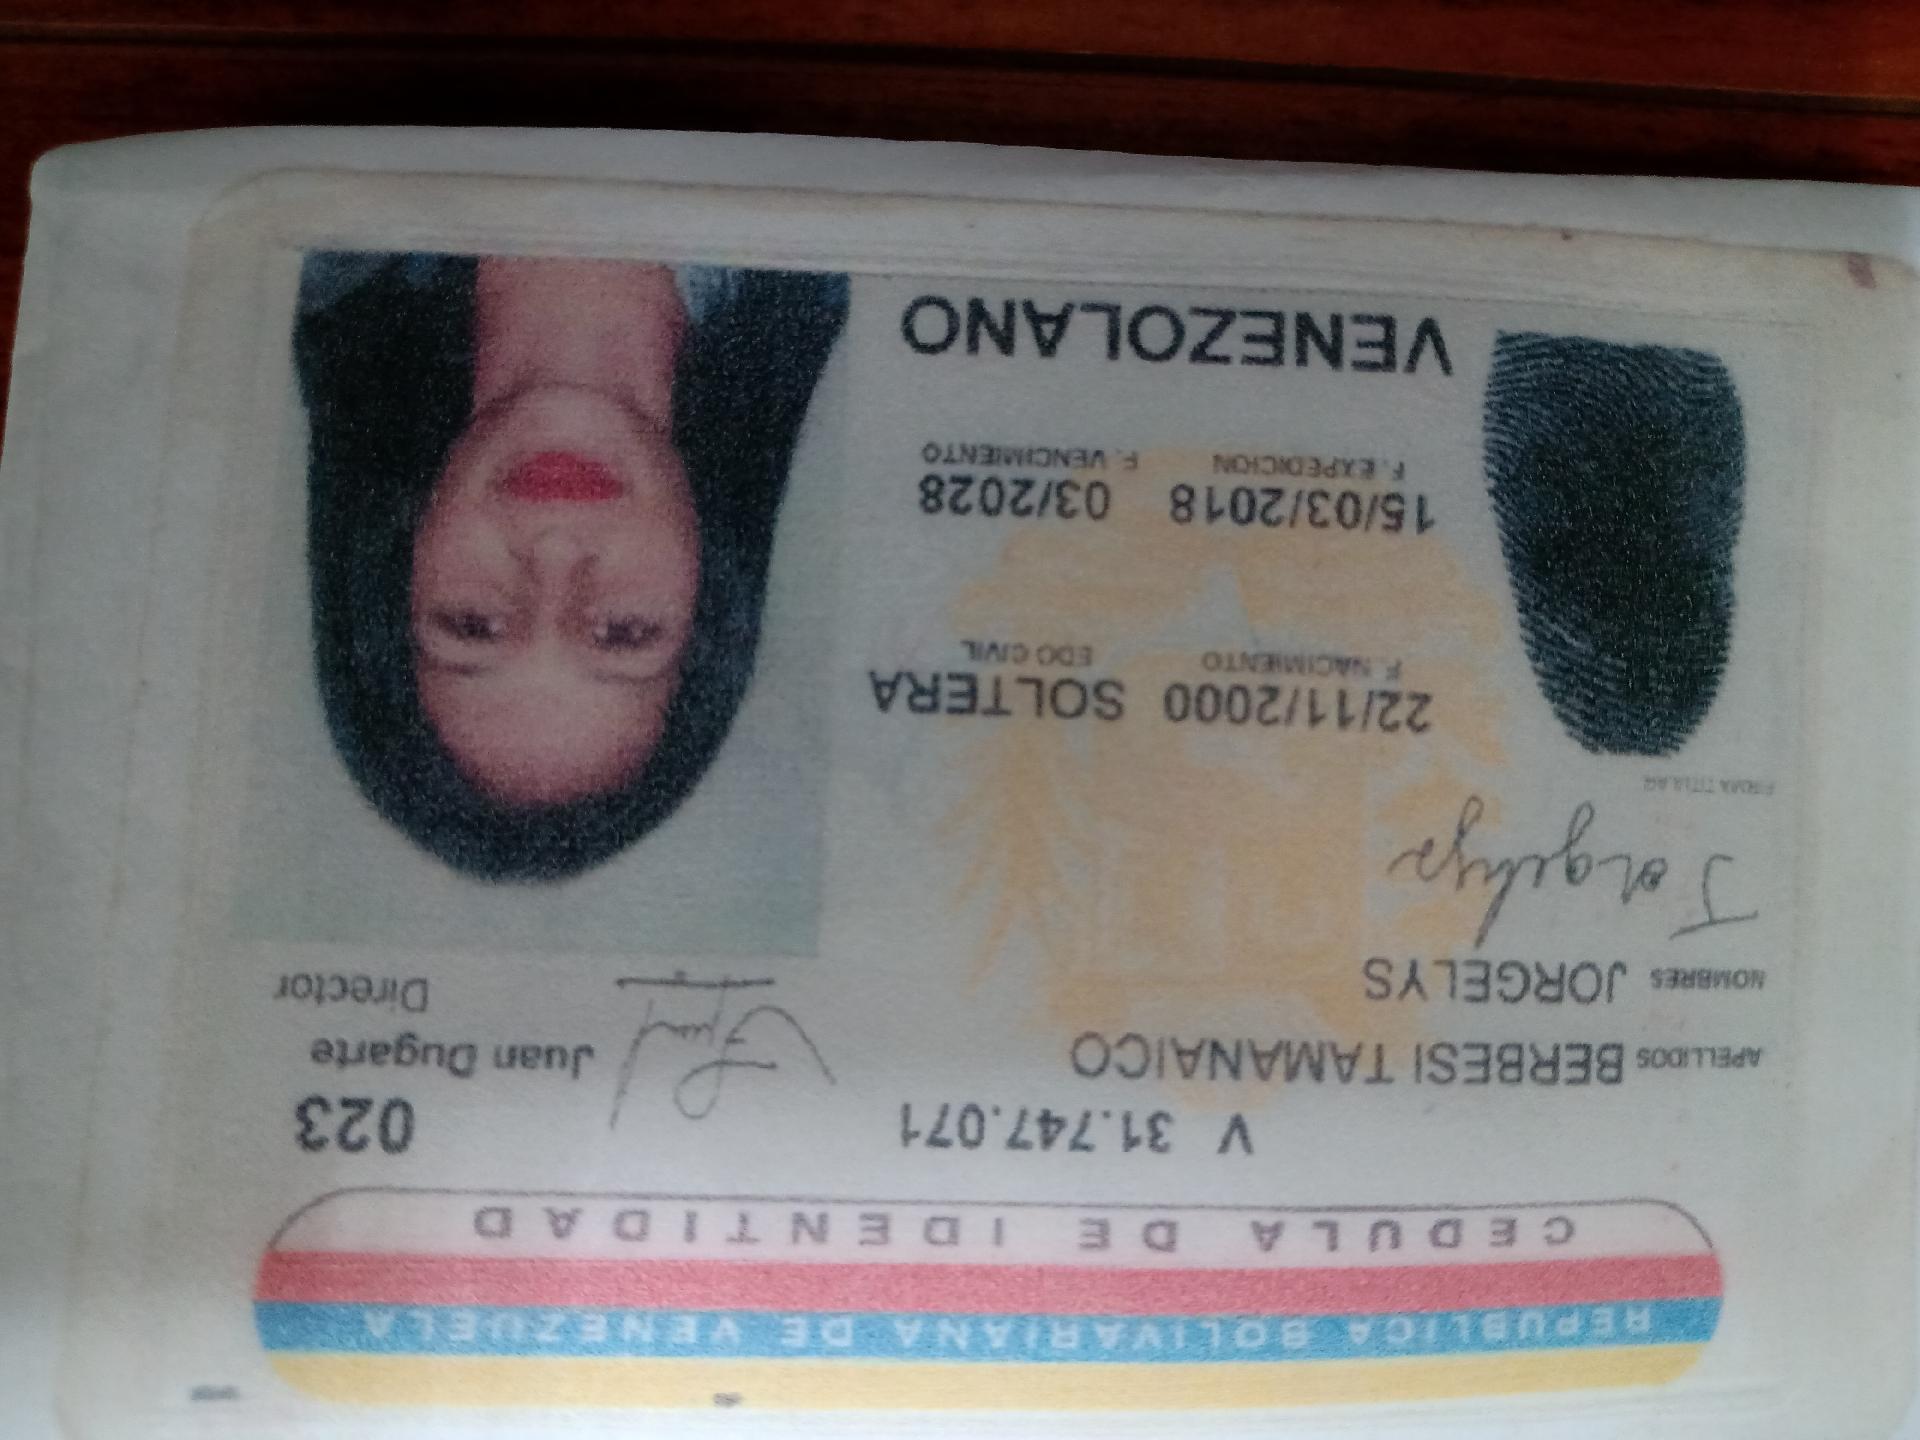 REPUBLICA BOLIVARIANA DE VENEZUELA
CEDULA DE IDENTIDAD
V 31.747.071
023
APELLIDOS BERBESI TAMANAICO
Juan Dugarte
Director
NOMBRES JORGELYS
Jorgelys
FIRMA TITULAR
22/11/2000 SOLTERA
F. NACIMIENTO EDO CIVIL
15/03/2018 03/2028
F. EXPEDICION F. VENCIMIENTO
VENEZOLANO